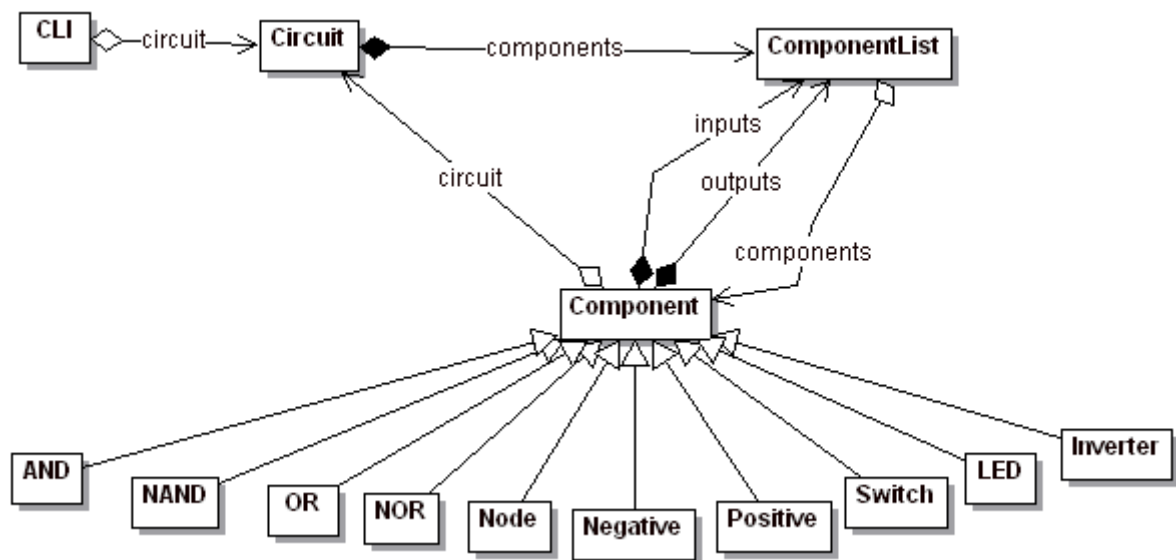 CLI
circuit
Circuit
components
ComponentList
inputs
circuit
outputs
components
Component
AND
NAND
OR
NOR
Node
Negative
Positive
Switch
LED
Inverter